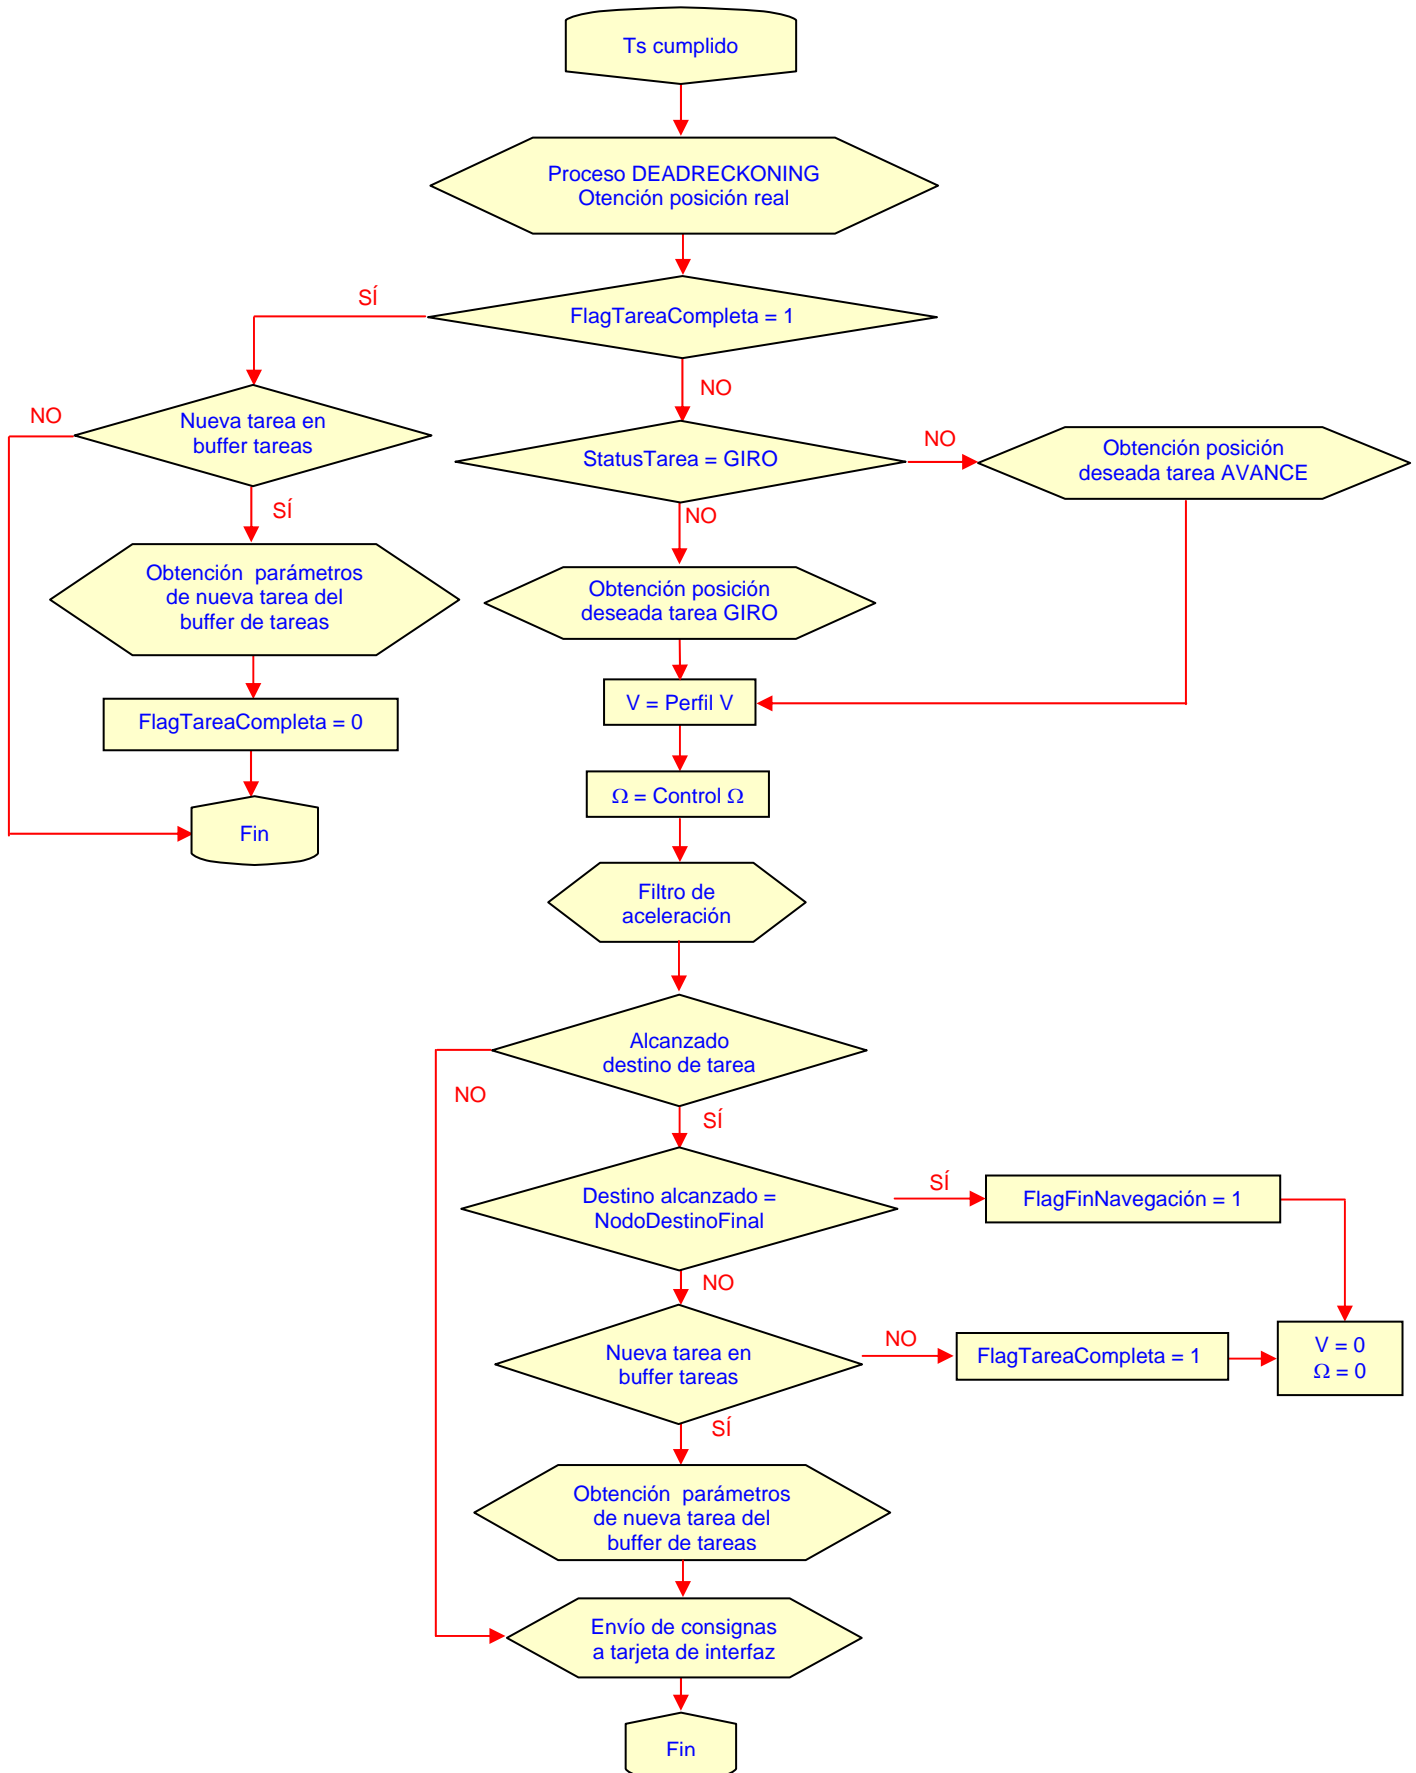 Ts cumplido
Proceso DEADRECKONING
Otención posición real
SÍ
FlagTareaCompleta = 1
NO
NO
Nueva tarea en
buffer tareas
SÍ
StatusTarea = GIRO
NO
NO
Obtención posición
deseada tarea AVANCE
Obtención parámetros
de nueva tarea del
buffer de tareas
Obtención posición
deseada tarea GIRO
FlagTareaCompleta = 0
V = Perfil V
Ω = Control Ω
Fin
Filtro de
aceleración
Alcanzado
destino de tarea
NO
SÍ
Destino alcanzado =
NodoDestinoFinal
SÍ
FlagFinNavegación = 1
NO
Nueva tarea en
buffer tareas
NO
FlagTareaCompleta = 1
V = 0
Ω = 0
SÍ
Obtención parámetros
de nueva tarea del
buffer de tareas
Envío de consignas
a tarjeta de interfaz
Fin